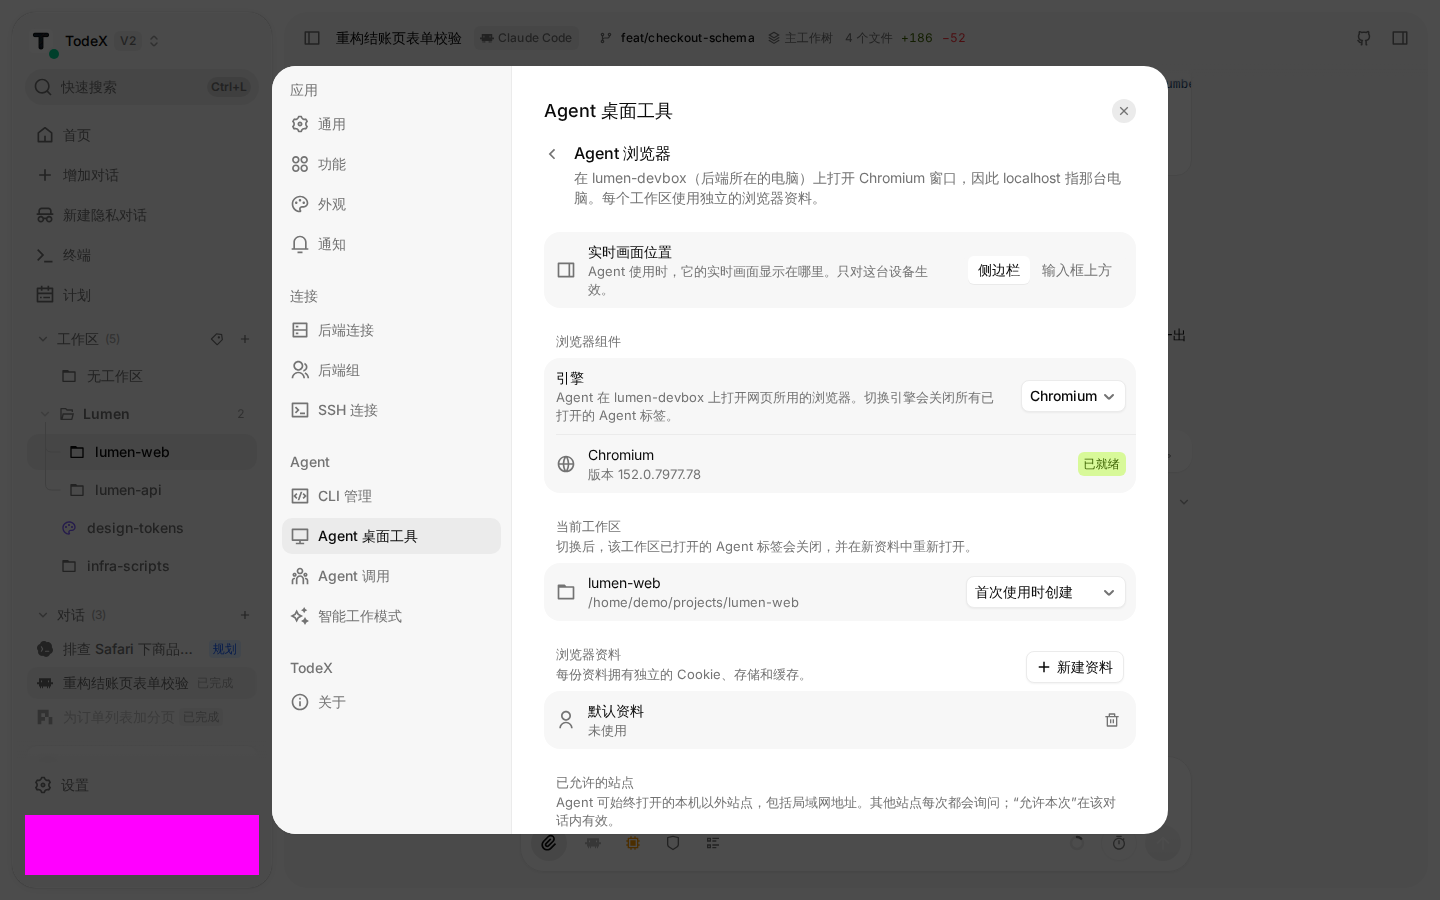 TodeX V2
快速搜索 Ctrl+L
首页
增加对话
新建隐私对话
终端
计划
工作区 (5)
无工作区
Lumen 2
lumen-web
lumen-api
design-tokens
infra-scripts
对话 (3)
排查 Safari 下商品... 规划
重构结账页表单校验 已完成
为订单列表加分页 已完成
设置
重构结账页表单校验 Claude Code feat/checkout-schema 主工作树 4 个文件 +186 −52
应用
通用
功能
外观
通知
连接
后端连接
后端组
SSH 连接
Agent
CLI 管理
Agent 桌面工具
Agent 调用
智能工作模式
TodeX
关于
Agent 桌面工具
Agent 浏览器
在 lumen-devbox（后端所在的电脑）上打开 Chromium 窗口，因此 localhost 指那台电
脑。每个工作区使用独立的浏览器资料。
实时画面位置
Agent 使用时，它的实时画面显示在哪里。只对这台设备生
效。
侧边栏 输入框上方
浏览器组件
引擎
Agent 在 lumen-devbox 上打开网页所用的浏览器。切换引擎会关闭所有已
打开的 Agent 标签。
Chromium
Chromium
版本 152.0.7977.78
已就绪
当前工作区
切换后，该工作区已打开的 Agent 标签会关闭，并在新资料中重新打开。
lumen-web
/home/demo/projects/lumen-web
首次使用时创建
浏览器资料
每份资料拥有独立的 Cookie、存储和缓存。
新建资料
默认资料
未使用
已允许的站点
Agent 可始终打开的本机以外站点，包括局域网地址。其他站点每次都会询问；“允许本次”在该对
话内有效。